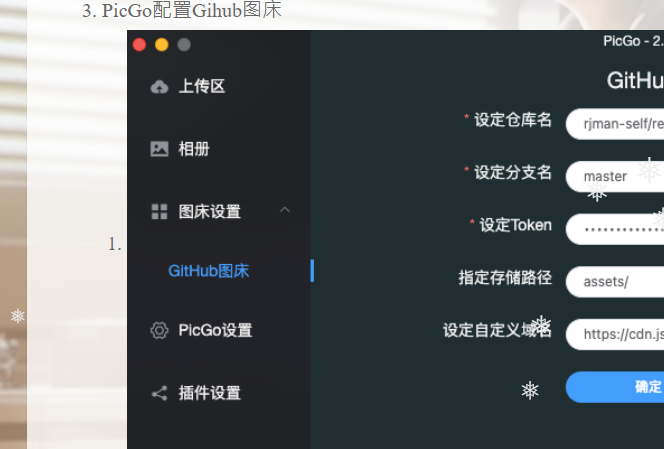 3. PicGo配置Gihub图床
PicGo - 2.
GitHu
上传区
相册
图床设置
GitHub图床
PicGo设置
插件设置
1.
* 设定仓库名
rjman-self/re
* 设定分支名
master
* 设定Token
指定存储路径
assets/
设定自定义域名
https://cdn.js
确定